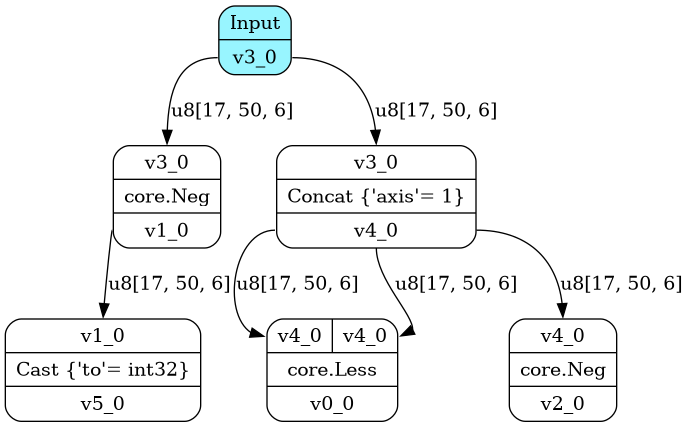 Input
v3_0
u8[17, 50, 6]
u8[17, 50, 6]
v3_0
core.Neg
v1_0
v3_0
Concat {'axis'= 1}
v4_0
u8[17, 50, 6]
u8[17, 50, 6]
u8[17, 50, 6]
u8[17, 50, 6]
v1_0
Cast {'to'= int32}
v5_0
v4_0 v4_0
core.Less
v0_0
v4_0
core.Neg
v2_0